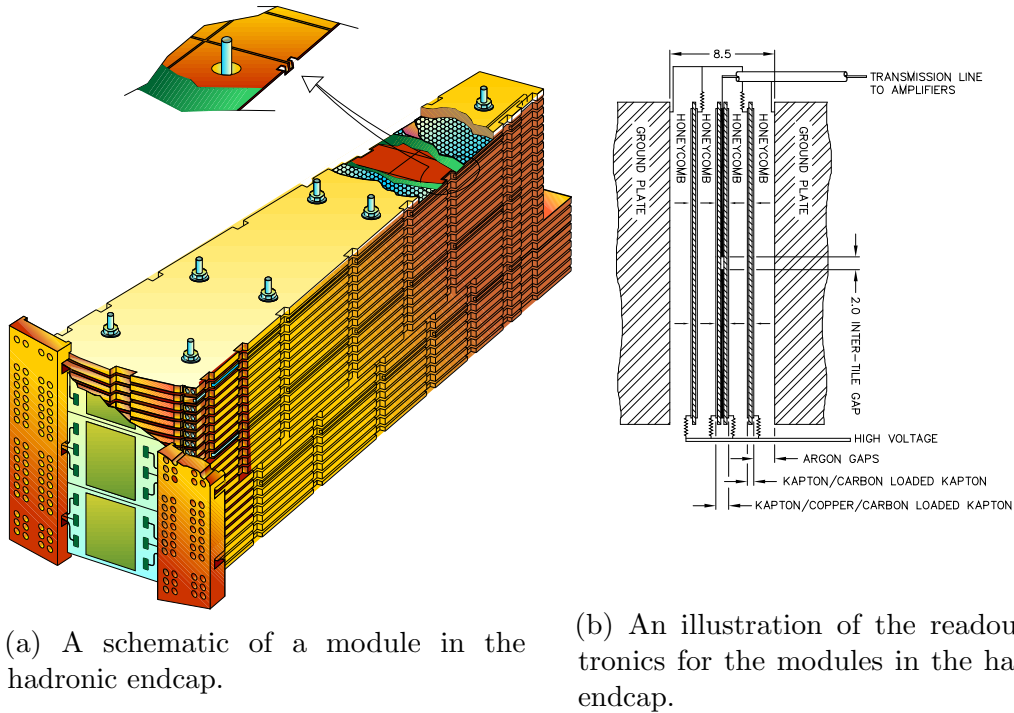 8.5
TRANSMISSION LINE
TO AMPLIFIERS
GROUND PLATE
HONEYCOMB
HONEYCOMB
HONEYCOMB
HONEYCOMB
GROUND PLATE
2.0 INTER-TILE GAP
HIGH VOLTAGE
ARGON GAPS
KAPTON/CARBON LOADED KAPTON
KAPTON/COPPER/CARBON LOADED KAPTON
(a) A schematic of a module in the
hadronic endcap.
(b) An illustration of the readou
tronics for the modules in the ha
endcap.